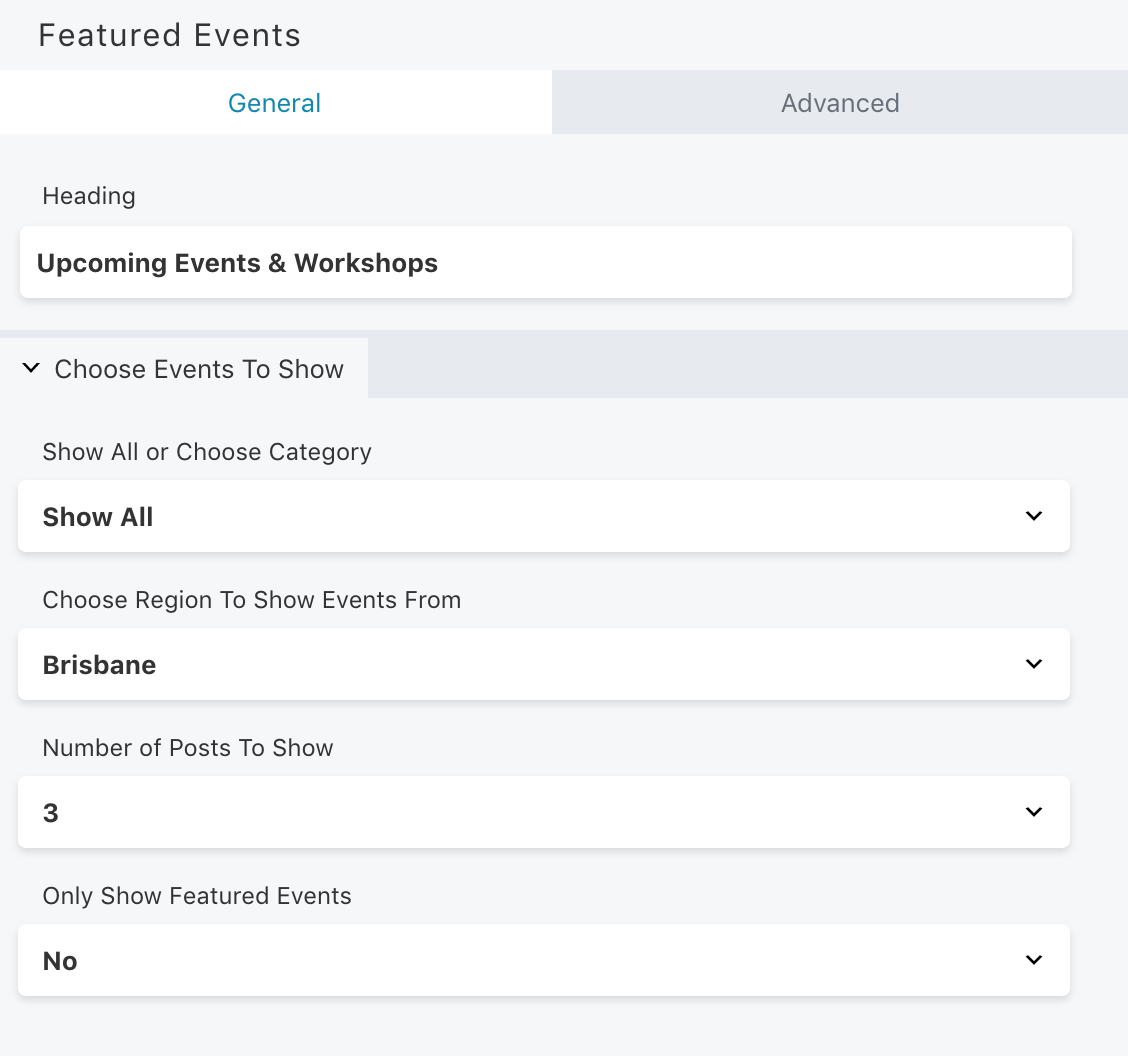 Featured Events
General
Advanced
Heading
Upcoming Events & Workshops
Choose Events To Show
Show All or Choose Category
Show All
Choose Region To Show Events From
Brisbane
Number of Posts To Show
3
Only Show Featured Events
No